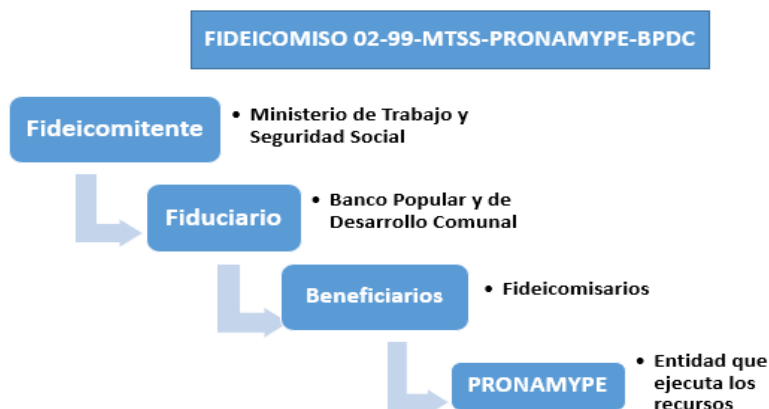 FIDEICOMISO 02-99-MTSS-PRONAMYPE-BPDC
Fideicomitente
• Ministerio de Trabajo y
Seguridad Social
Fiduciario
• Banco Popular y de
Desarrollo Comunal
Beneficiarios
• Fideicomisarios
PRONAMYPE
• Entidad que
ejecuta los
recursos